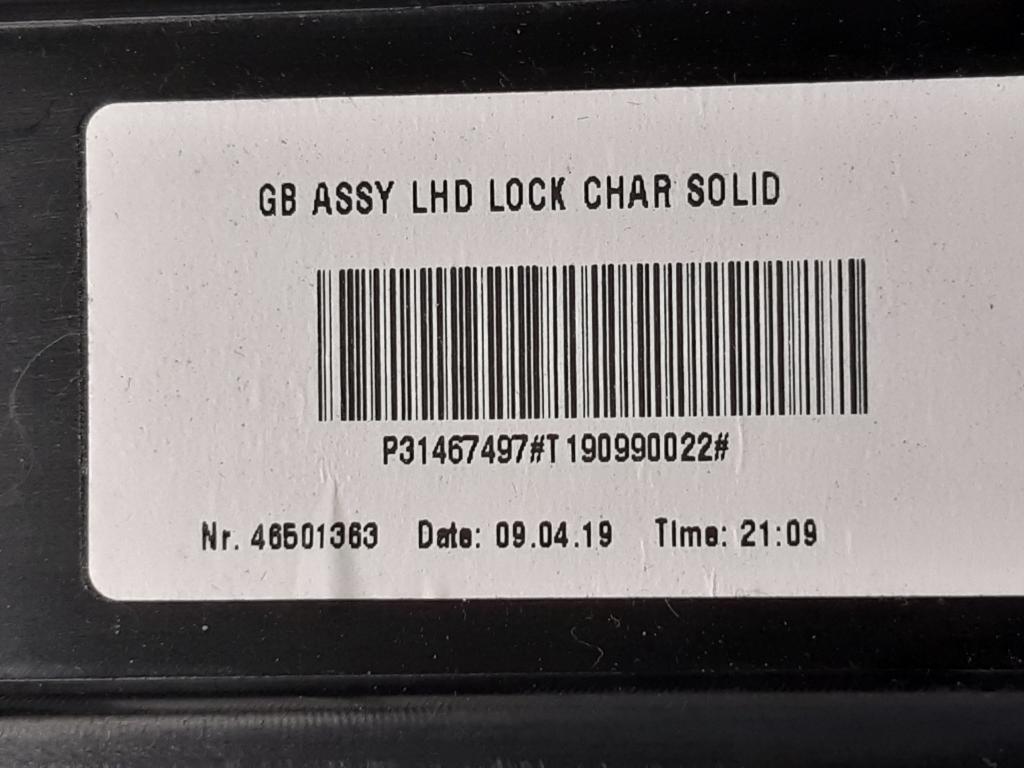 GB ASSY LHD LOCK CHAR SOLID
P31467497#T190990022#
Nr. 46501363 Date: 09.04.19 Time: 21:09